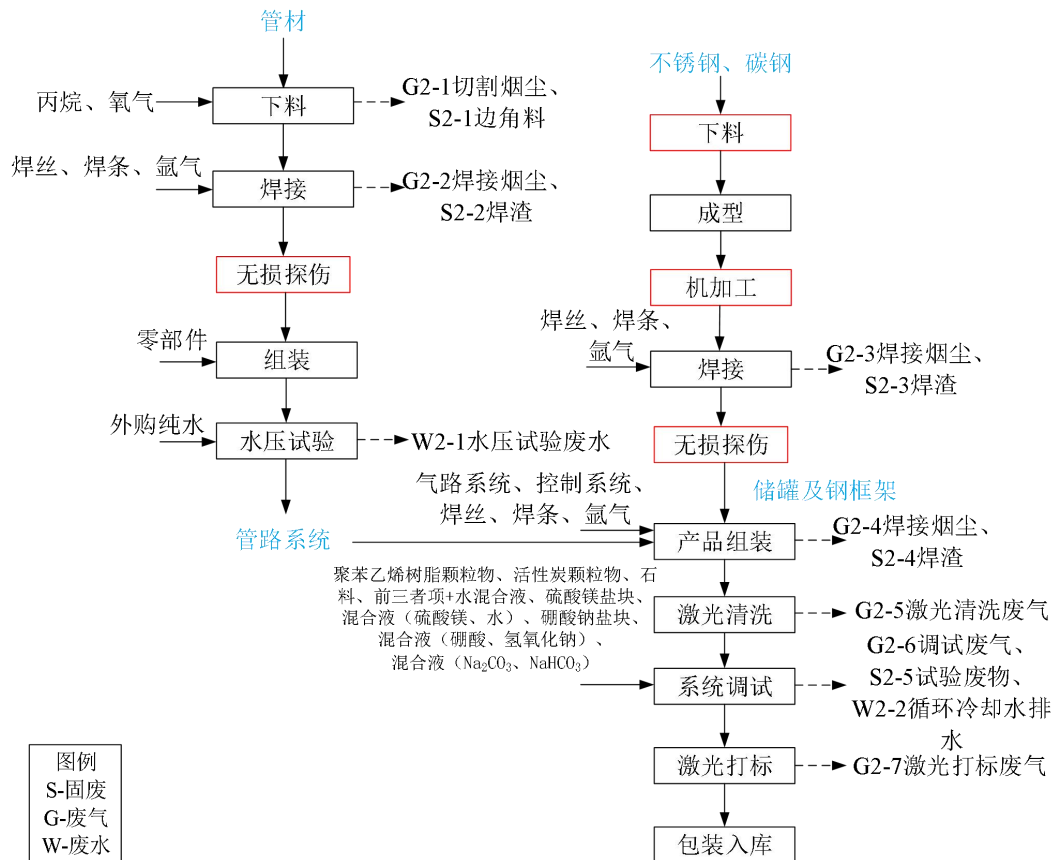 管材
丙烷、氧气
下料
G2-1切割烟尘、
S2-1边角料
焊丝、焊条、氩气
焊接
G2-2焊接烟尘、
S2-2焊渣
无损探伤
零部件
组装
外购纯水
水压试验
W2-1水压试验废水
管路系统
不锈钢、碳钢
下料
成型
机加工
焊丝、焊条、
氩气
焊接
G2-3焊接烟尘、
S2-3焊渣
无损探伤
储罐及钢框架
气路系统、控制系统、
焊丝、焊条、氩气
产品组装
G2-4焊接烟尘、
S2-4焊渣
激光清洗
G2-5激光清洗废气
聚苯乙烯树脂颗粒物、活性炭颗粒物、石
料、前三者项+水混合液、硫酸镁盐块、
混合液（硫酸镁、水）、硼酸钠盐块、
混合液（硼酸、氢氧化钠）、
混合液（Na₂CO₃、NaHCO₃）
系统调试
G2-6调试废气、
S2-5试验废物、
W2-2循环冷却水排
水
激光打标
G2-7激光打标废气
包装入库
图例
S-固废
G-废气
W-废水